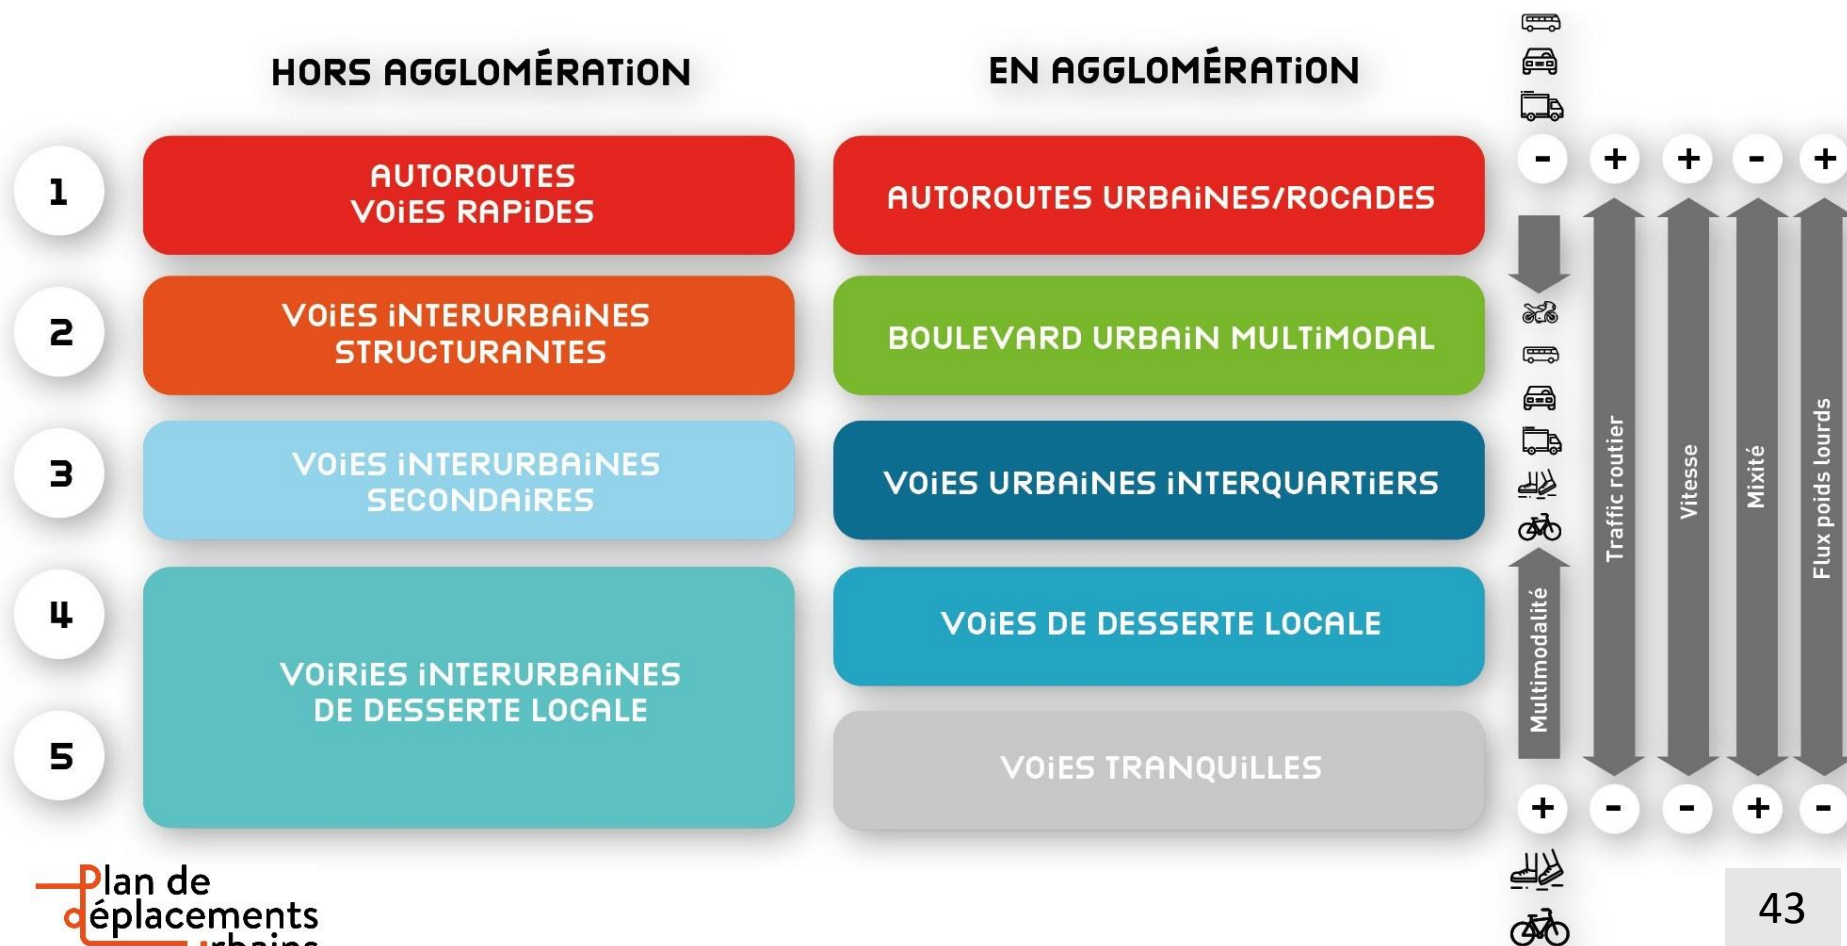 HORS AGGLOMÉRATiON
EN AGGLOMÉRATiON
- + + - +
1
AUTOROUTES
VOiES RAPiDES
AUTOROUTES URBAiNES/ROCADES
2
VOiES iNTERURBAiNES
STRUCTURANTES
BOULEVARD URBAiN MULTiMODAL
3
VOiES iNTERURBAiNES
SECONDAiRES
VOiES URBAiNES iNTERQUARTiERS
4
5
VOiRiES iNTERURBAiNES
DE DESSERTE LOCALE
VOiES DE DESSERTE LOCALE
VOiES TRANQUiLLES
Multimodalité
Traffic routier
Vitesse
Mixité
Flux poids lourds
+ - - + -
Plan de
déplacements
urbains
43